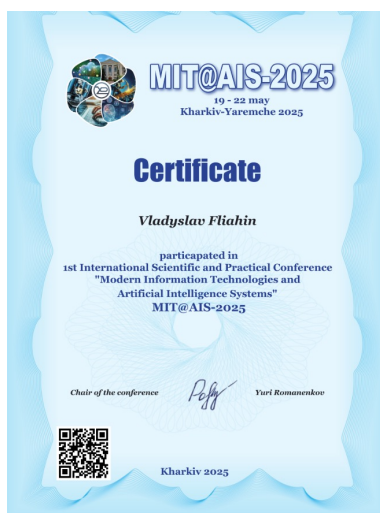 MIT@AIS-2025
19 - 22 may
Kharkiv-Yaremche 2025
Certificate
Vladyslav Fliahin
particapated in
1st International Scientific and Practical Conference
"Modern Information Technologies and
Artificial Intelligence Systems"
MIT@AIS-2025
Chair of the conference Yuri Romanenkov
Kharkiv 2025